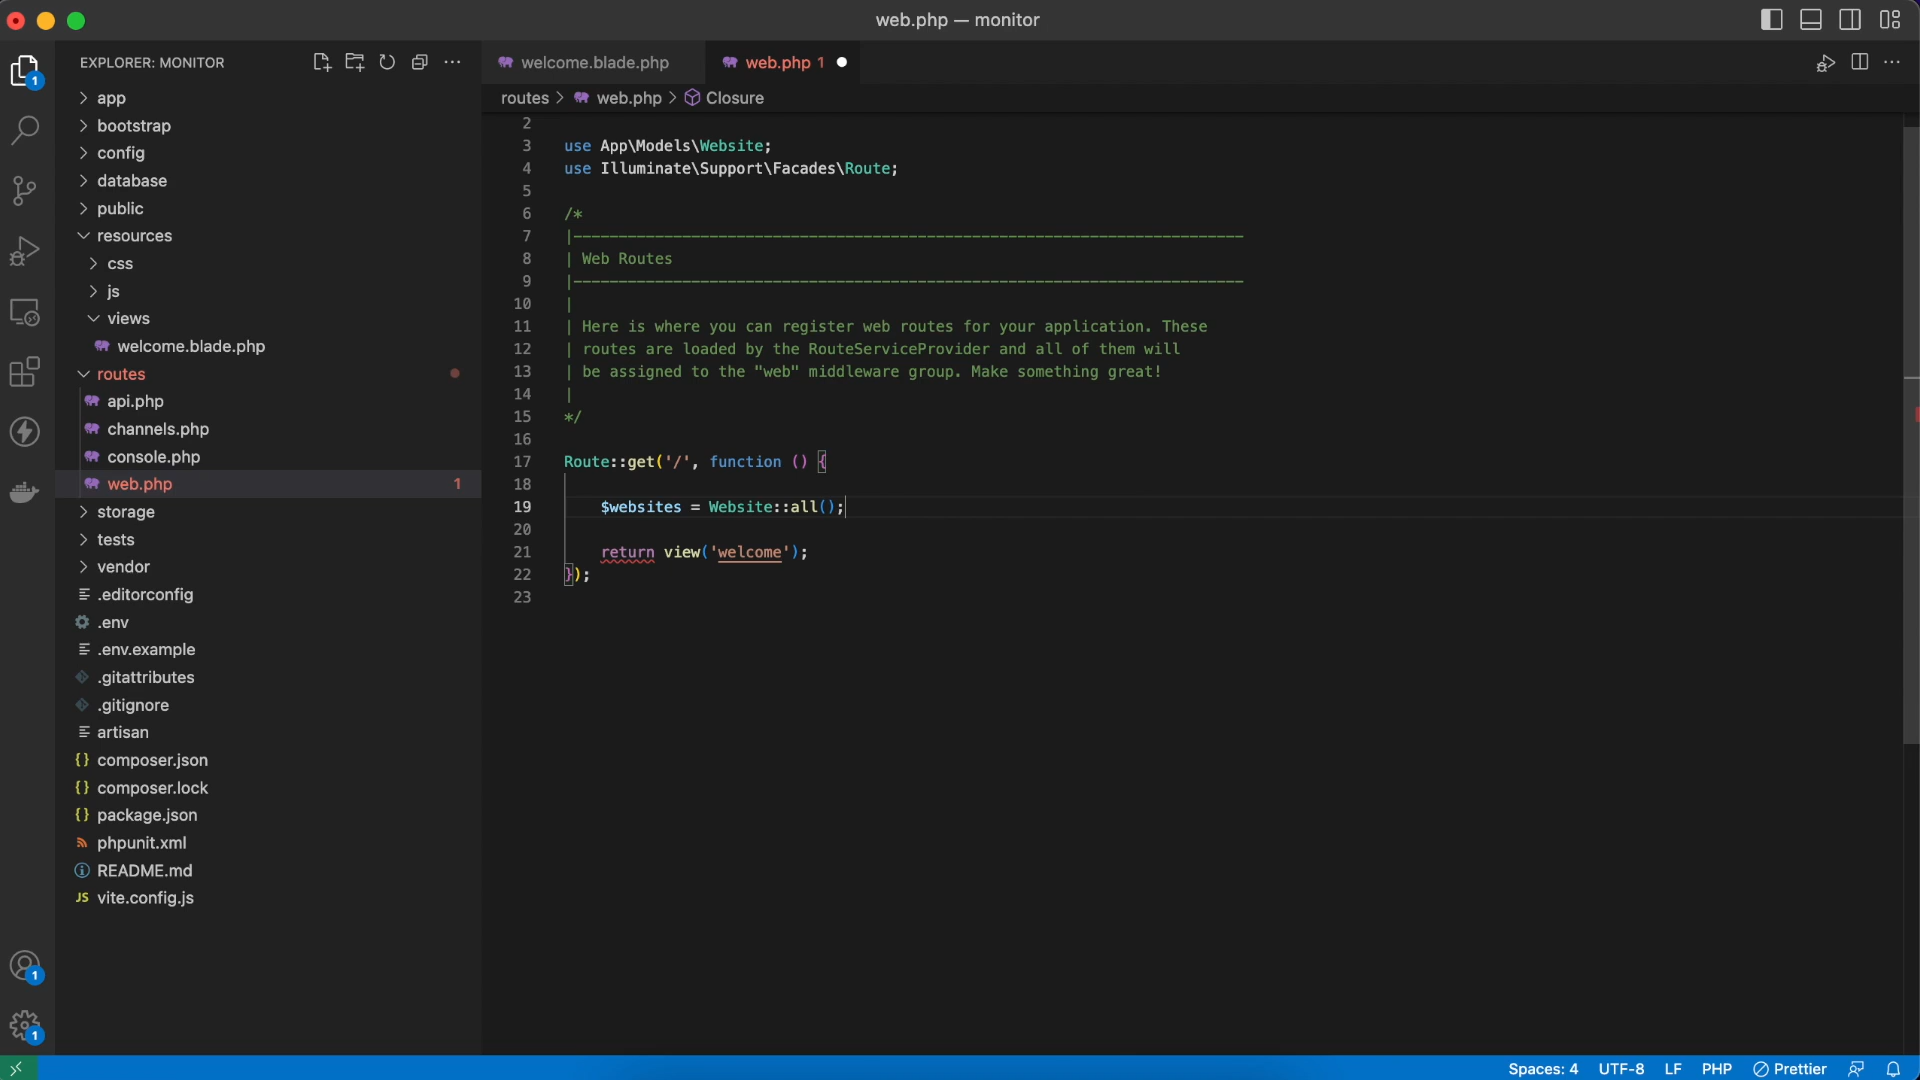 web.php — monitor
EXPLORER: MONITOR
app
bootstrap
config
database
public
resources
css
js
views
welcome.blade.php
routes
api.php
channels.php
console.php
web.php 1
storage
tests
vendor
.editorconfig
.env
.env.example
.gitattributes
.gitignore
artisan
{} composer.json
{} composer.lock
{} package.json
phpunit.xml
README.md
JS vite.config.js
1
1
1
welcome.blade.php
web.php 1
routes > web.php > Closure
2
3 use App\Models\Website;
4 use Illuminate\Support\Facades\Route;
5
6 /*
7 |--------------------------------------------------------------------------
8 | Web Routes
9 |--------------------------------------------------------------------------
10 |
11 | Here is where you can register web routes for your application. These
12 | routes are loaded by the RouteServiceProvider and all of them will
13 | be assigned to the "web" middleware group. Make something great!
14 |
15 */
16
17 Route::get('/', function () {
18
19 $websites = Website::all();
20
21 return view('welcome');
22 });
23
Spaces: 4 UTF-8 LF PHP Prettier